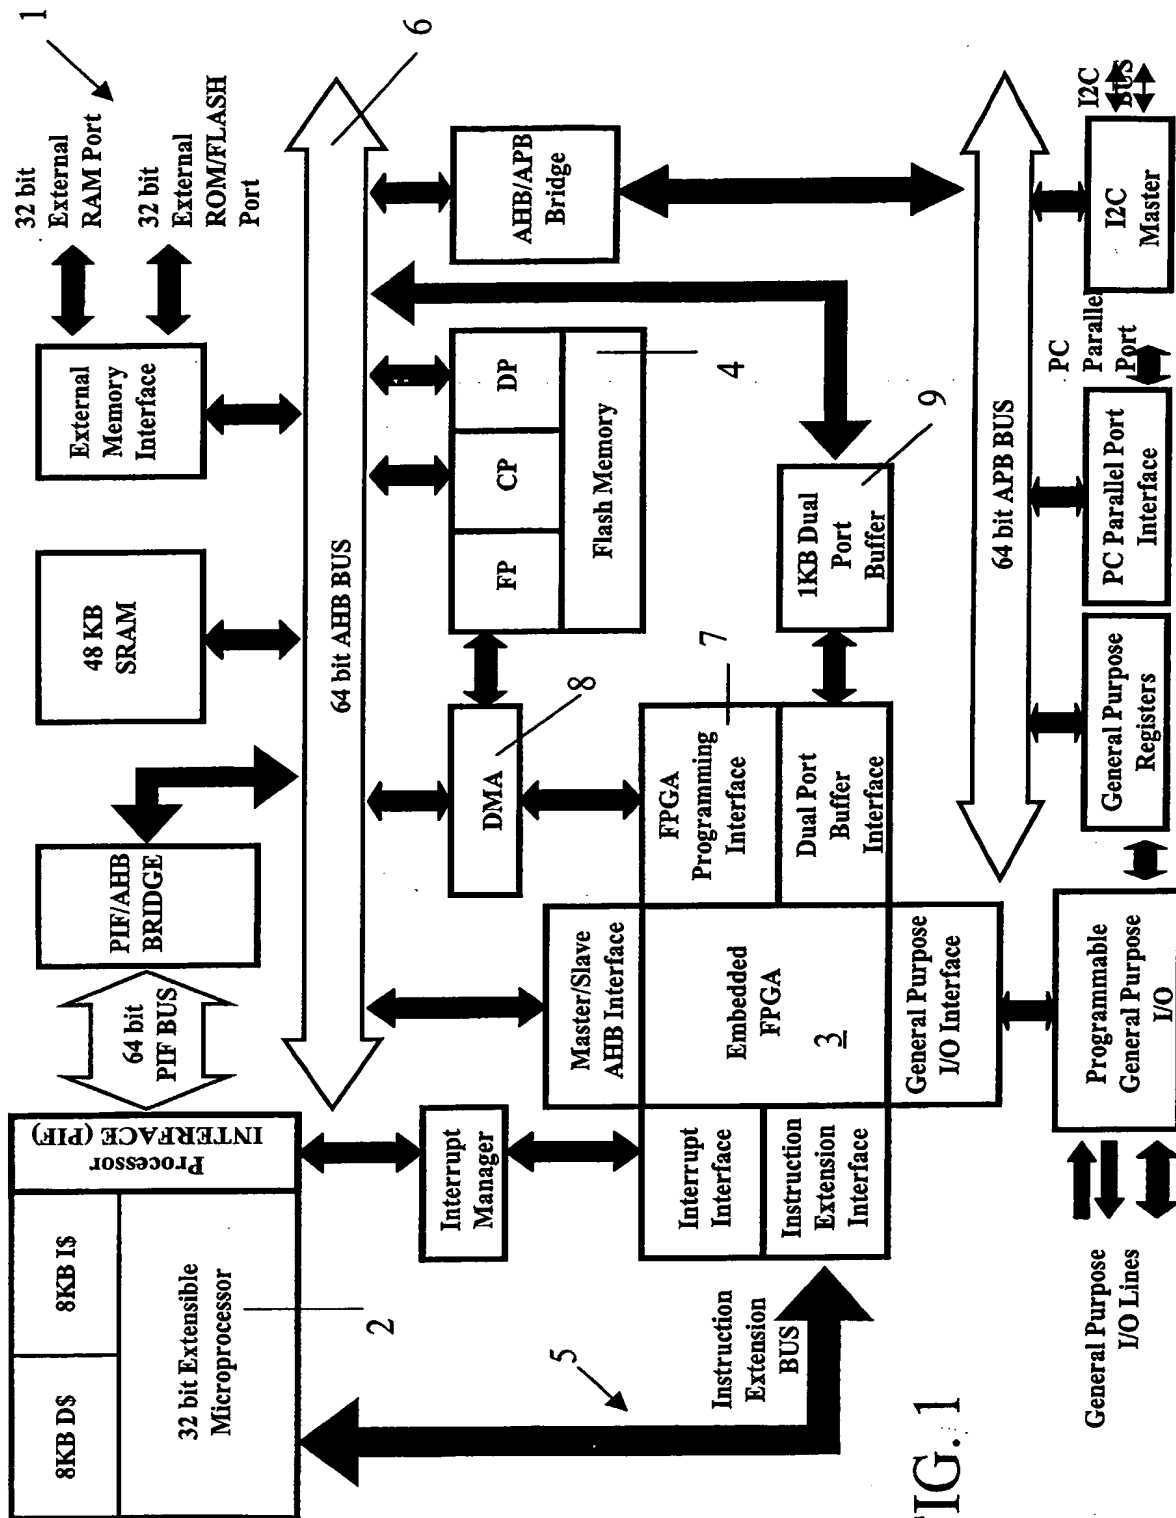 1
32 bit
External
RAM Port
32 bit
External
ROM/FLASH
Port
6
External
Memory
Interface
48 KB
SRAM
PIF/AHB
BRIDGE
64 bit
PIF BUS
Processor
INTERFACE (PIF)
8KB DS
8KB IS
32 bit Extensible
Microprocessor
2
64 bit AHB BUS
AHB/APB
Bridge
FP
CP
DP
Flash Memory
4
DMA
8
Interrupt
Manager
Master/Slave
AHB Interface
FPGA
Programming
Interface
7
Dual Port
Buffer
Interface
1KB Dual
Port
Buffer
9
Embedded
FPGA
3
Interrupt
Interface
Instruction
Extension
Interface
General Purpose
I/O Interface
Instruction
Extension
BUS
5
64 bit APB BUS
I2C
BUS
I2C
Master
PC
Parallel
Port
PC Parallel Port
Interface
General Purpose
Registers
Programmable
General Purpose
I/O
General Purpose
I/O Lines
FIG. 1